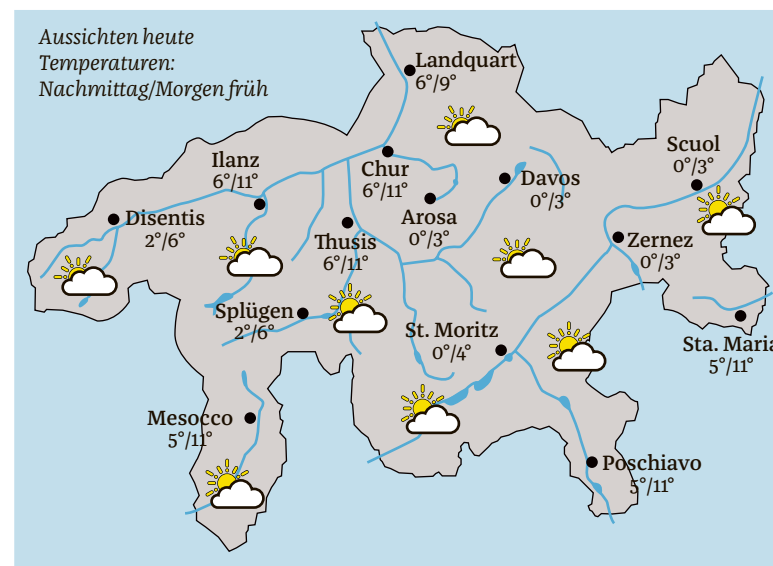 Aussichten heute
Temperaturen:
Nachmittag/Morgen früh
Landquart
6°/9°
Scuol
0°/3°
Ilanz
6°/11°
Chur
6°/11°
Davos
0°/3°
Arosa
0°/3°
Disentis
2°/6°
Thusis
6°/11°
Zernez
0°/3°
Splügen
2°/6°
St. Moritz
0°/4°
Sta. Maria
5°/11°
Mesocco
5°/11°
Poschiavo
5°/11°